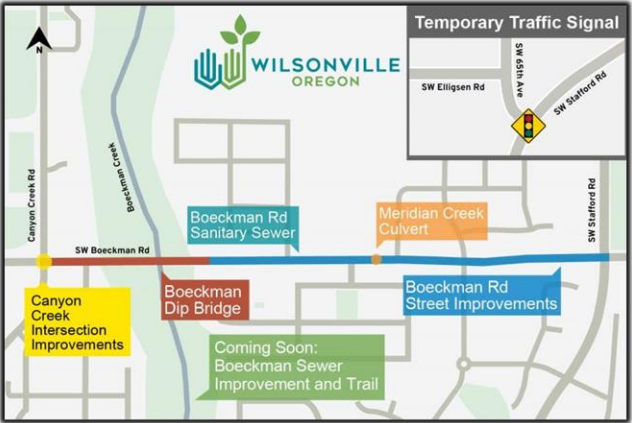 Temporary Traffic Signal
SW 65th Ave
SW Elligsen Rd
SW Stafford Rd
N
WILSONVILLE
OREGON
Canyon Creek Rd
Boeckman Creek
SW Stafford Rd
Boeckman Rd
Sanitary Sewer
Meridian Creek
Culvert
SW Boeckman Rd
Canyon
Creek
Intersection
Improvements
Boeckman
Dip Bridge
Boeckman Rd
Street Improvements
Coming Soon:
Boeckman Sewer
Improvement and Trail